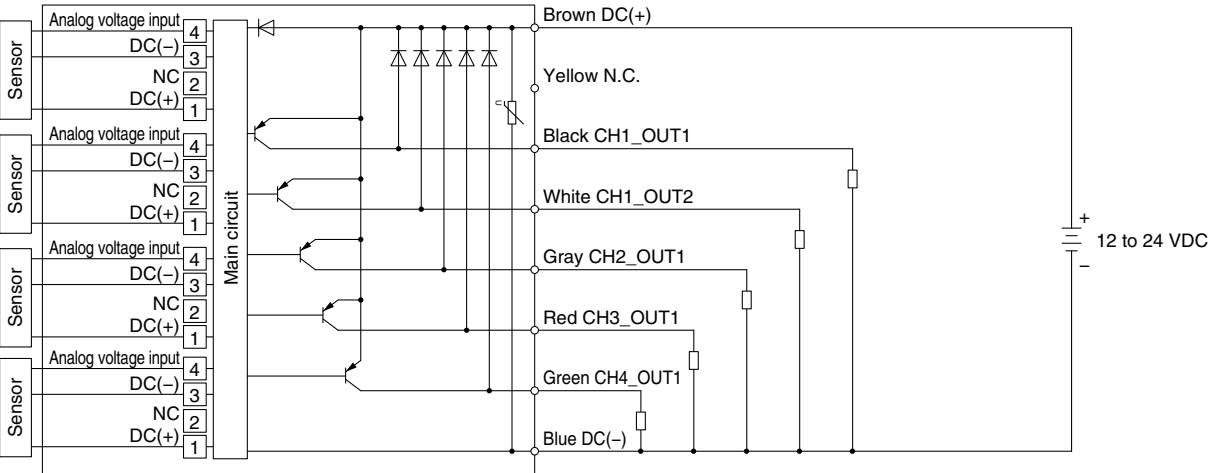 Sensor
Analog voltage input 4
DC(−) 3
NC 2
DC(+) 1
Sensor
Analog voltage input 4
DC(−) 3
NC 2
DC(+) 1
Sensor
Analog voltage input 4
DC(−) 3
NC 2
DC(+) 1
Sensor
Analog voltage input 4
DC(−) 3
NC 2
DC(+) 1
Main circuit
Brown DC(+)
Yellow N.C.
Black CH1_OUT1
White CH1_OUT2
Gray CH2_OUT1
Red CH3_OUT1
Green CH4_OUT1
Blue DC(−)
+
12 to 24 VDC
−